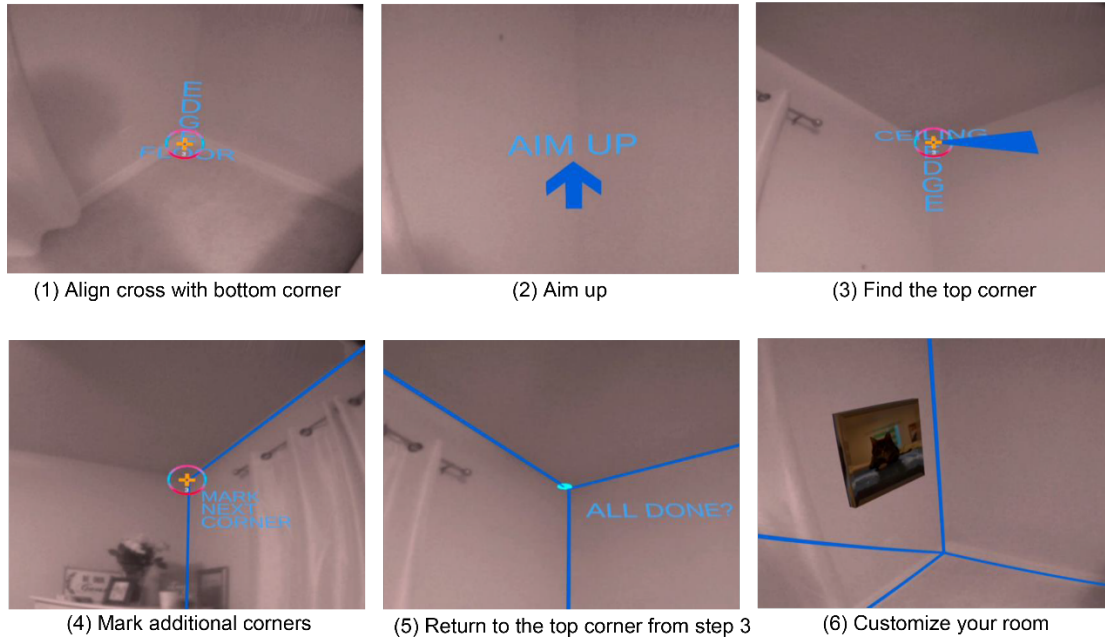 EDGE
FLOOR
(1) Align cross with bottom corner
AIM UP
(2) Aim up
CEILING
EDGE
(3) Find the top corner
MARK
NEXT
CORNER
(4) Mark additional corners
ALL DONE?
(5) Return to the top corner from step 3
(6) Customize your room